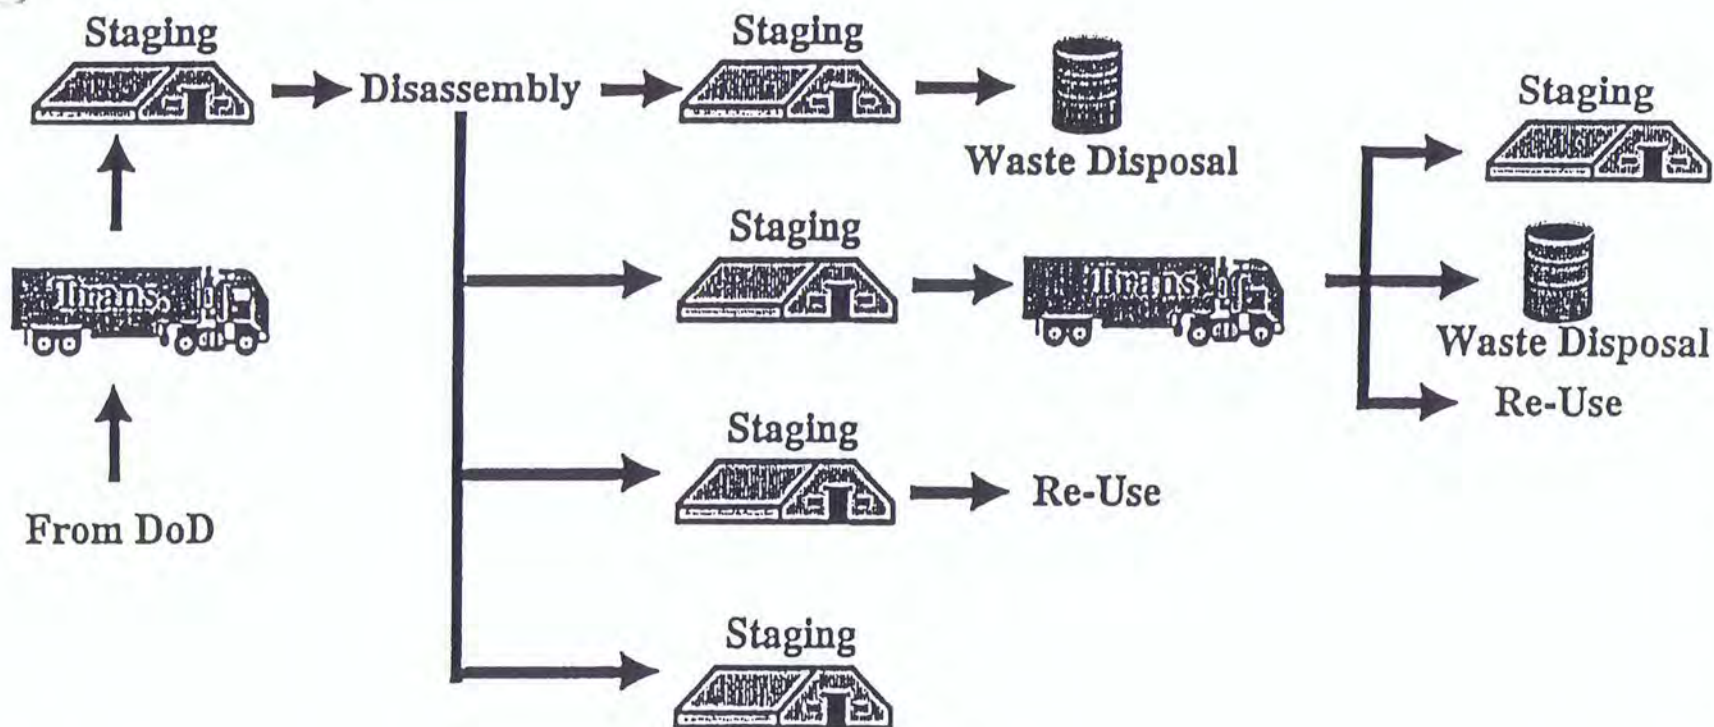 Staging
Staging
Disassembly
Staging
Waste Disposal
Staging
Trans.
Trans.
Waste Disposal
Re-Use
Staging
Re-Use
From DoD
Staging